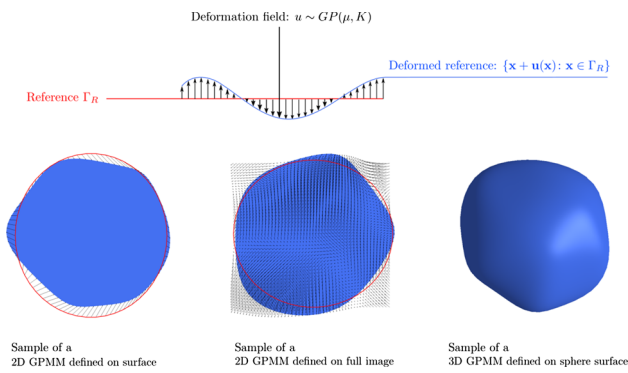 Deformation field: u ∼ GP(μ, K)
Deformed reference: {x + u(x): x ∈ Γ_R}
Reference Γ_R
Sample of a
2D GPMM defined on surface
Sample of a
2D GPMM defined on full image
Sample of a
3D GPMM defined on sphere surface